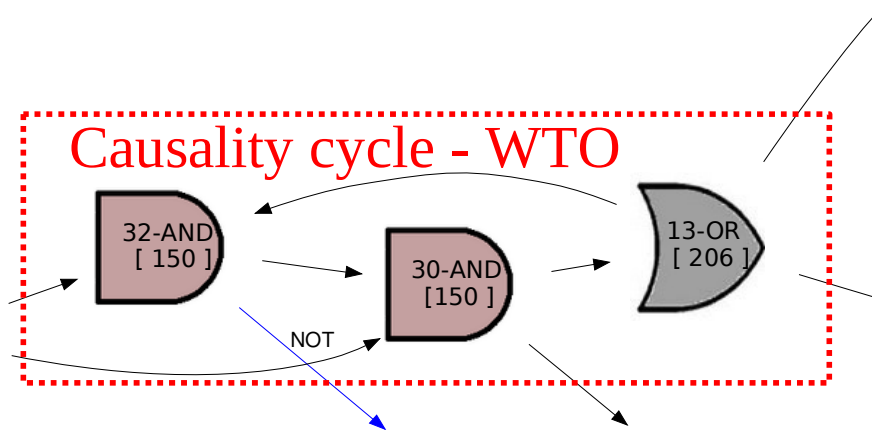 Causality cycle - WTO
32-AND
[ 150 ]
30-AND
[150 ]
13-OR
[ 206 ]
NOT